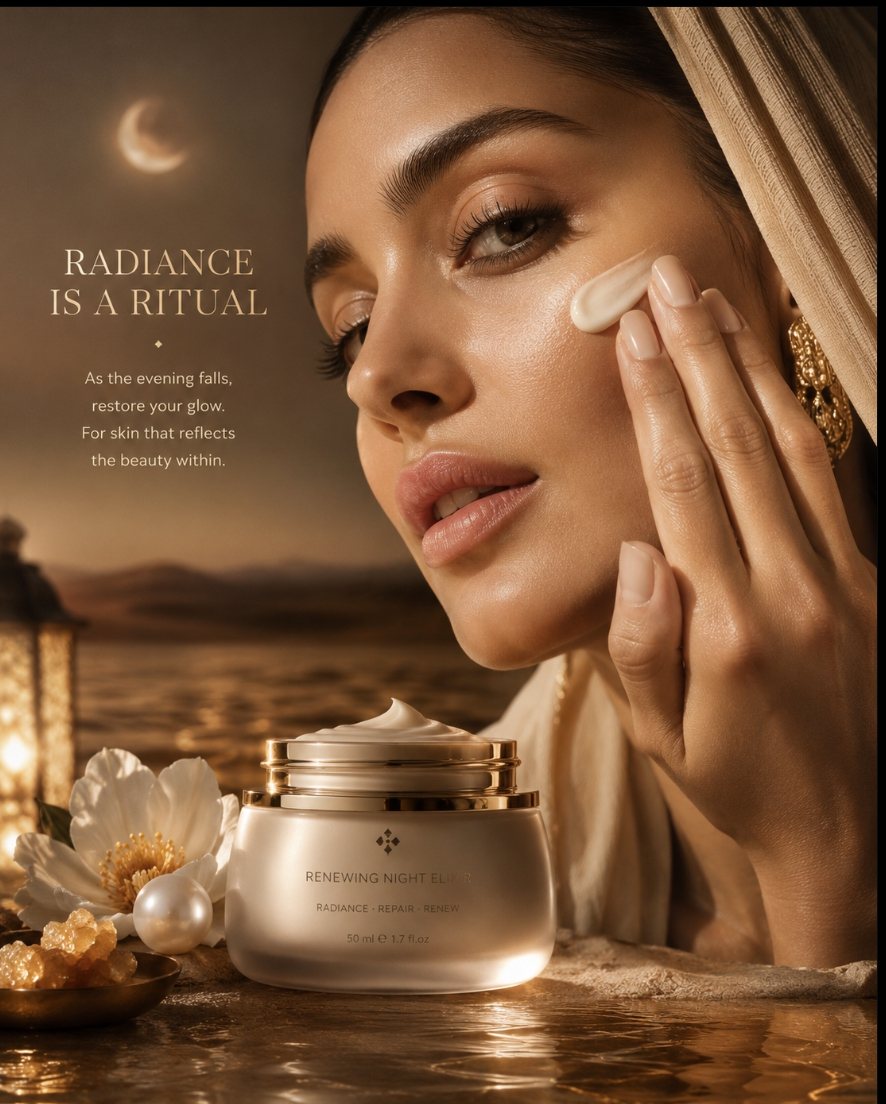 RADIANCE
IS A RITUAL
As the evening falls,
restore your glow.
For skin that reflects
the beauty within.
RENEWING NIGHT ELIXIR
RADIANCE - REPAIR - RENEW
50 ml ℮ 1.7 fl.oz